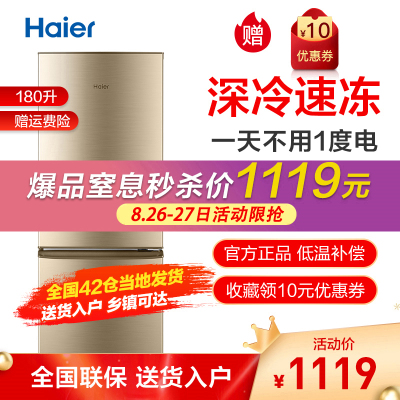 Haier
赠
¥10
优惠券
180升
赠运费险
Haier
深冷速冻
一天不用1度电
爆品窒息秒杀价1119元
8.26-27日活动限抢
全国42仓当地发货
送货入户 乡镇可达
官方正品 低温补偿
收藏领10元优惠券
全国联保 送货入户
活动价
¥1119